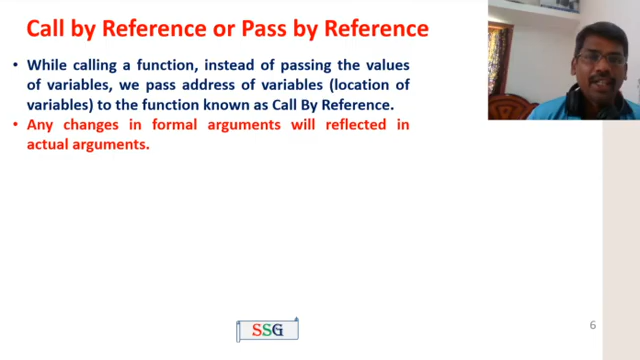 Call by Reference or Pass by Reference
• While calling a function, instead of passing the values
of variables, we pass address of variables (location of
variables) to the function known as Call By Reference.
• Any changes in formal arguments will reflected in
actual arguments.
SSG
6